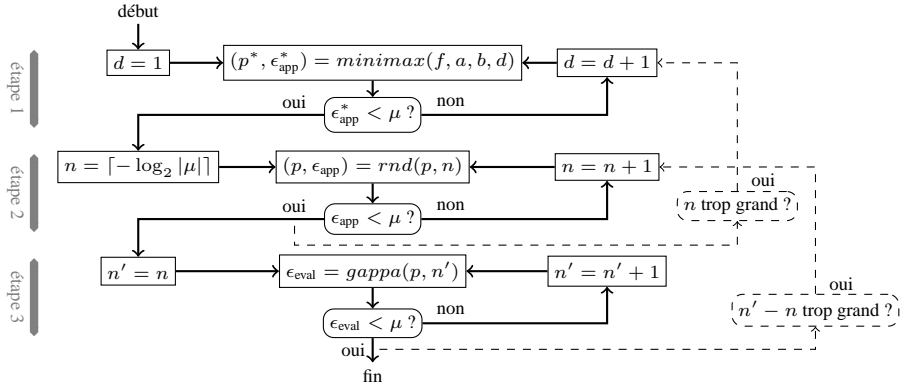 début
étape 1
d = 1
(p*, ϵ*app) = minimax(f, a, b, d)
d = d + 1
oui
ϵ*app < μ ?
non
étape 2
n = ⌈− log2 |μ|⌉
(p, ϵapp) = rnd(p, n)
n = n + 1
oui
n trop grand ?
oui
ϵapp < μ ?
non
étape 3
n′ = n
ϵeval = gappa(p, n′)
n′ = n′ + 1
oui
n′ − n trop grand ?
ϵeval < μ ?
non
oui
fin